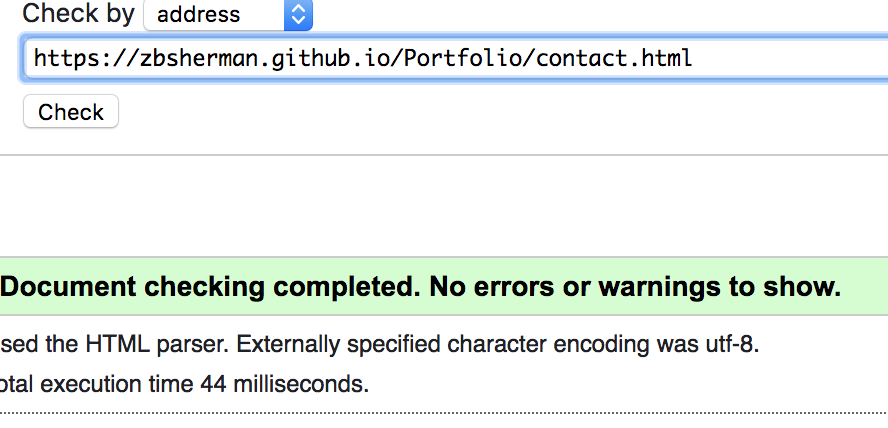 Check by address
https://zbsherman.github.io/Portfolio/contact.html
Check
Document checking completed. No errors or warnings to show.
sed the HTML parser. Externally specified character encoding was utf-8.
otal execution time 44 milliseconds.